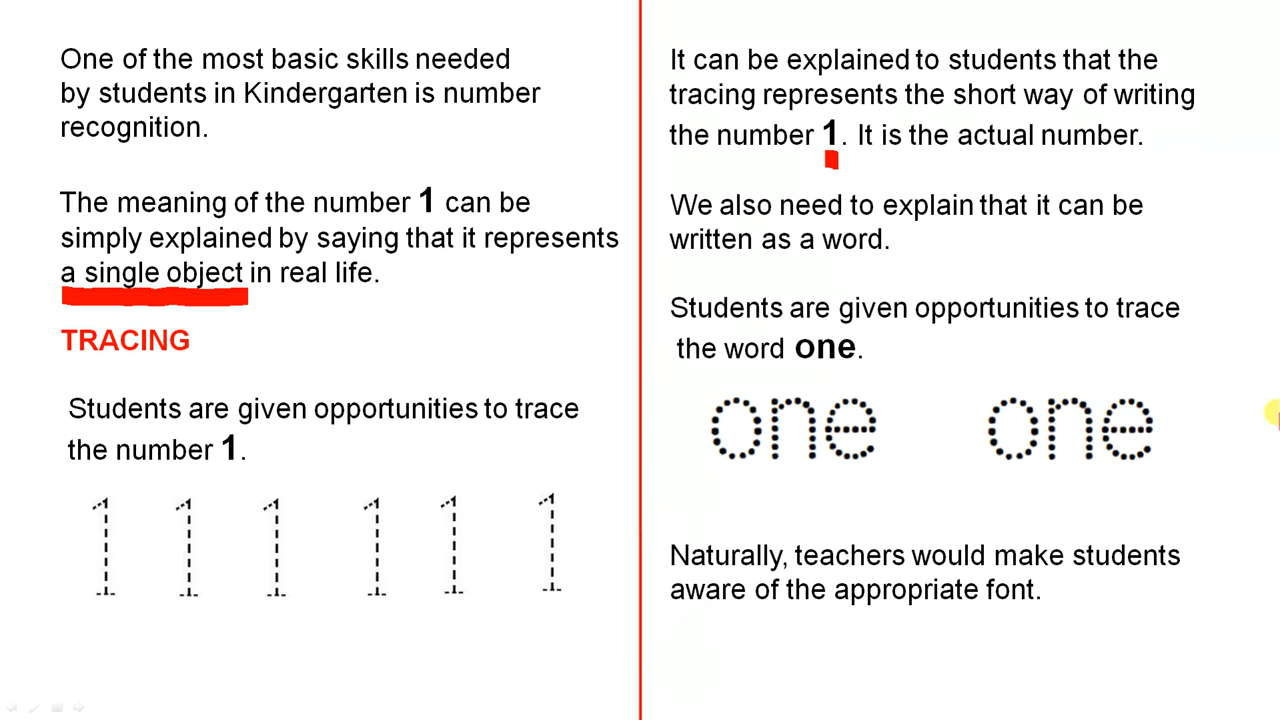 One of the most basic skills needed
by students in Kindergarten is number
recognition.
The meaning of the number 1 can be
simply explained by saying that it represents
a single object in real life.
TRACING
Students are given opportunities to trace
the number 1.
1 1 1 1 1 1
It can be explained to students that the
tracing represents the short way of writing
the number 1. It is the actual number.
We also need to explain that it can be
written as a word.
Students are given opportunities to trace
the word one.
one one
Naturally, teachers would make students
aware of the appropriate font.